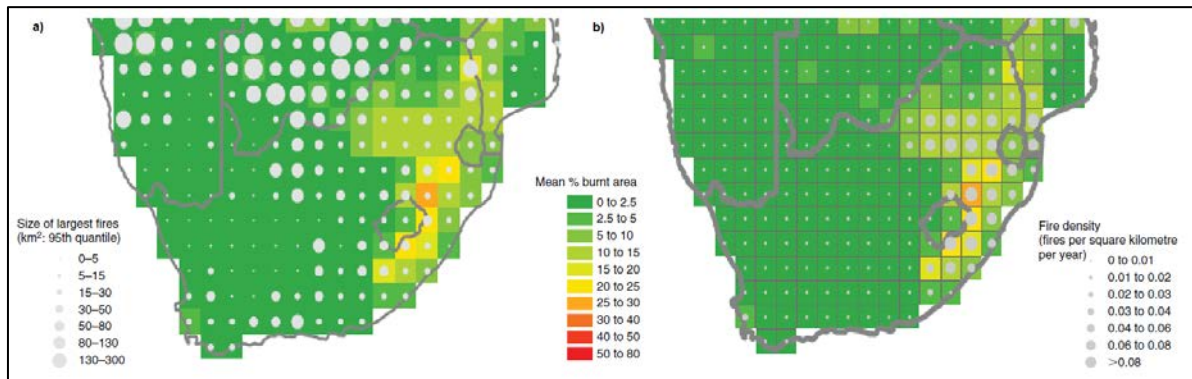 a)
Size of largest fires
(km²: 95th quantile)
0–5
5–15
15–30
30–50
50–80
80–130
130–300
Mean % burnt area
0 to 2.5
2.5 to 5
5 to 10
10 to 15
15 to 20
20 to 25
25 to 30
30 to 40
40 to 50
50 to 80
b)
Fire density
(fires per square kilometre
per year)
0 to 0.01
0.01 to 0.02
0.02 to 0.03
0.03 to 0.04
0.04 to 0.06
0.06 to 0.08
>0.08